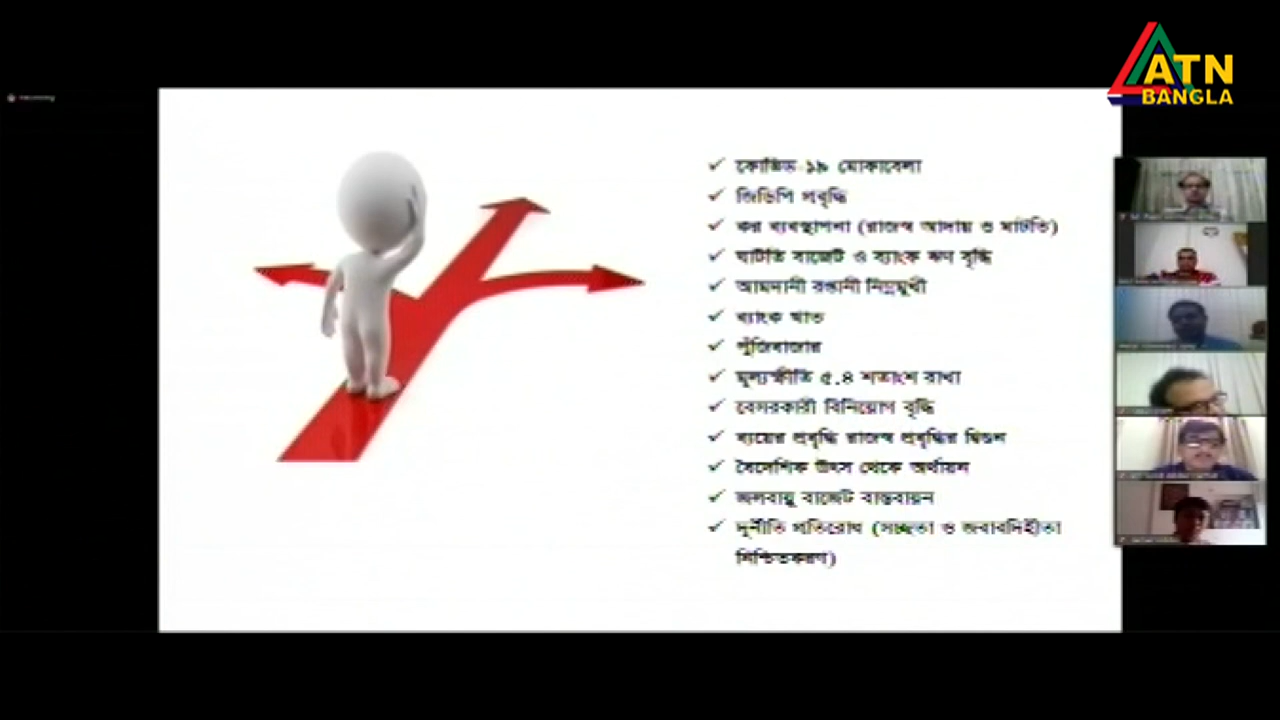 ATN
BANGLA
কোভিড ১৯ মোকাবেলা
জিডিপি প্রবৃদ্ধি
কর ব্যবস্থাপনা (রাজস্ব আদায় ও ঘাটতি)
ঘাটতি বাজেট ও ব্যাংক ঋণ বৃদ্ধি
আমদানী রপ্তানী নিম্নমূখী
ব্যাংক খাত
পুঁজিবাজার
মূল্যস্ফীতি ৫.৪ শতাংশ রাখা
বেসরকারী বিনিয়োগ বৃদ্ধি
ব্যয়ের প্রবৃদ্ধি রাজস্ব প্রবৃদ্ধির দ্বিগুন
বৈদেশিক উৎস থেকে অর্থায়ন
জলবায়ু বাজেট বাস্তবায়ন
দূর্নীতি প্রতিরোধ (সচ্ছতা ও জবাবদিহীতা
নিশ্চিতকরণ)